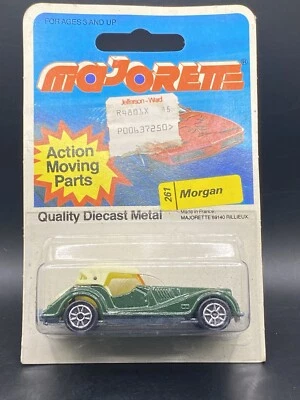 FOR AGES 3 AND UP
MAJORETTE®
Jefferson-Ward
P00697250>
Action
Moving
Parts
261
Morgan
Quality Diecast Metal
Made in France
MAJORETTE 69140 RILLIEUX